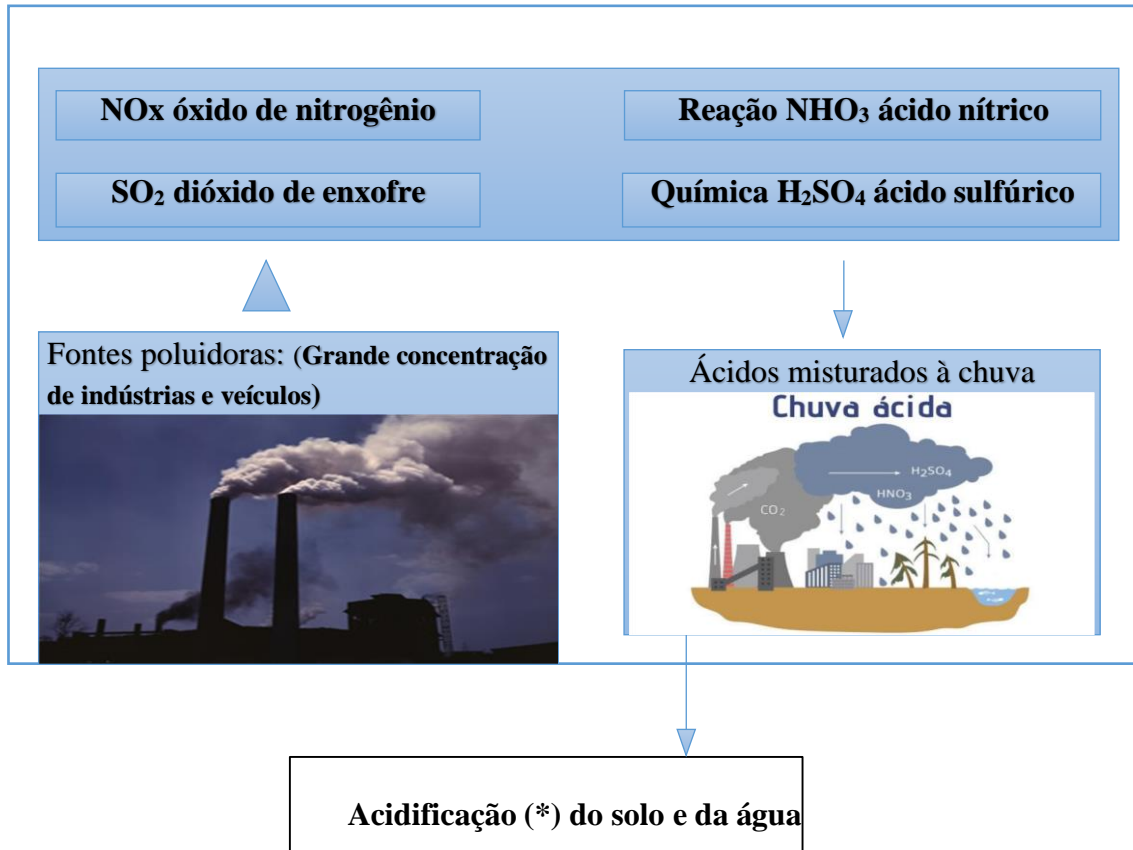 NOx óxido de nitrogênio
Reação NHO₃ ácido nítrico
SO₂ dióxido de enxofre
Química H₂SO₄ ácido sulfúrico
Fontes poluidoras: (Grande concentração
de indústrias e veículos)
Ácidos misturados à chuva
Chuva ácida
H₂SO₄
HNO₃
CO₂
Acidificação (*) do solo e da água